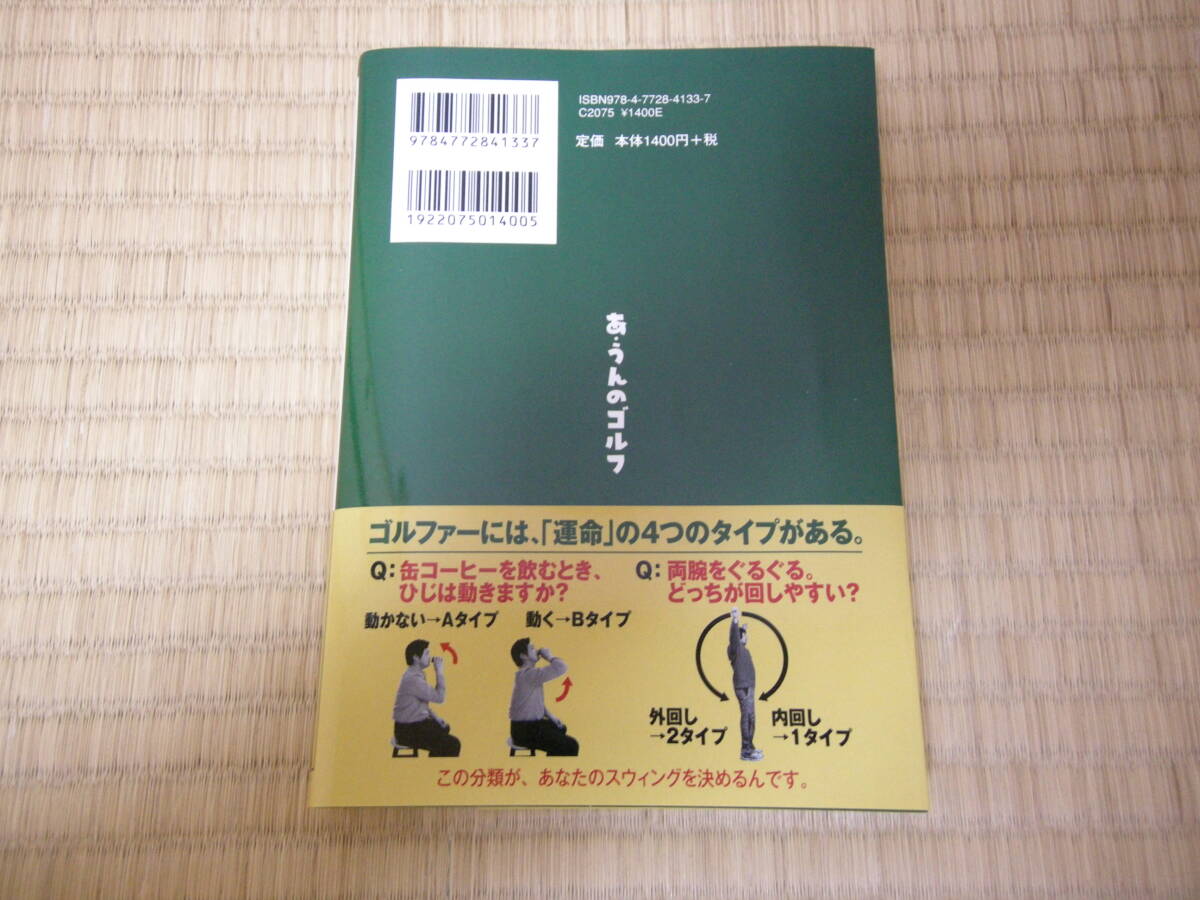 9784772841337
1922075014005
ISBN978-4-7728-4133-7
C2075 ¥1400E
定価 本体1400円+税
あ・うんのゴルフ
ゴルファーには、「運命」の4つのタイプがある。
Q:缶コーヒーを飲むとき、
ひじは動きますか?
動かない→Aタイプ
動く→Bタイプ
Q:両腕をぐるぐる。
どっちが回しやすい?
外回し
→2タイプ
内回し
→1タイプ
この分類が、あなたのスウィングを決めるんです。